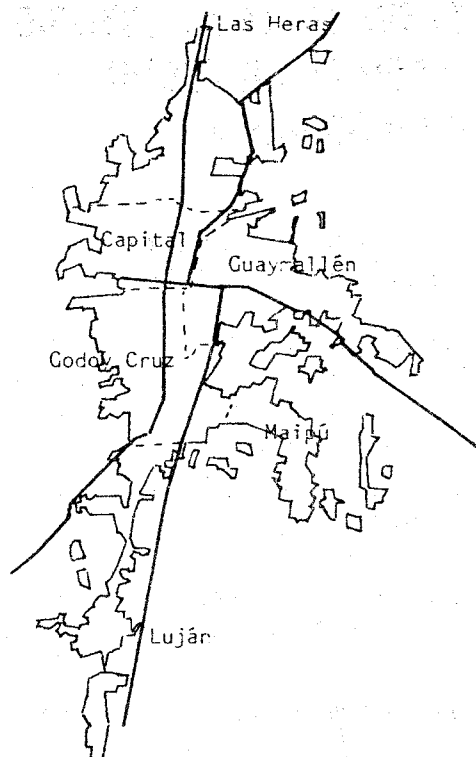 Las Heras
Capital
Guaymallén
Godoy Cruz
Maipú
Luján